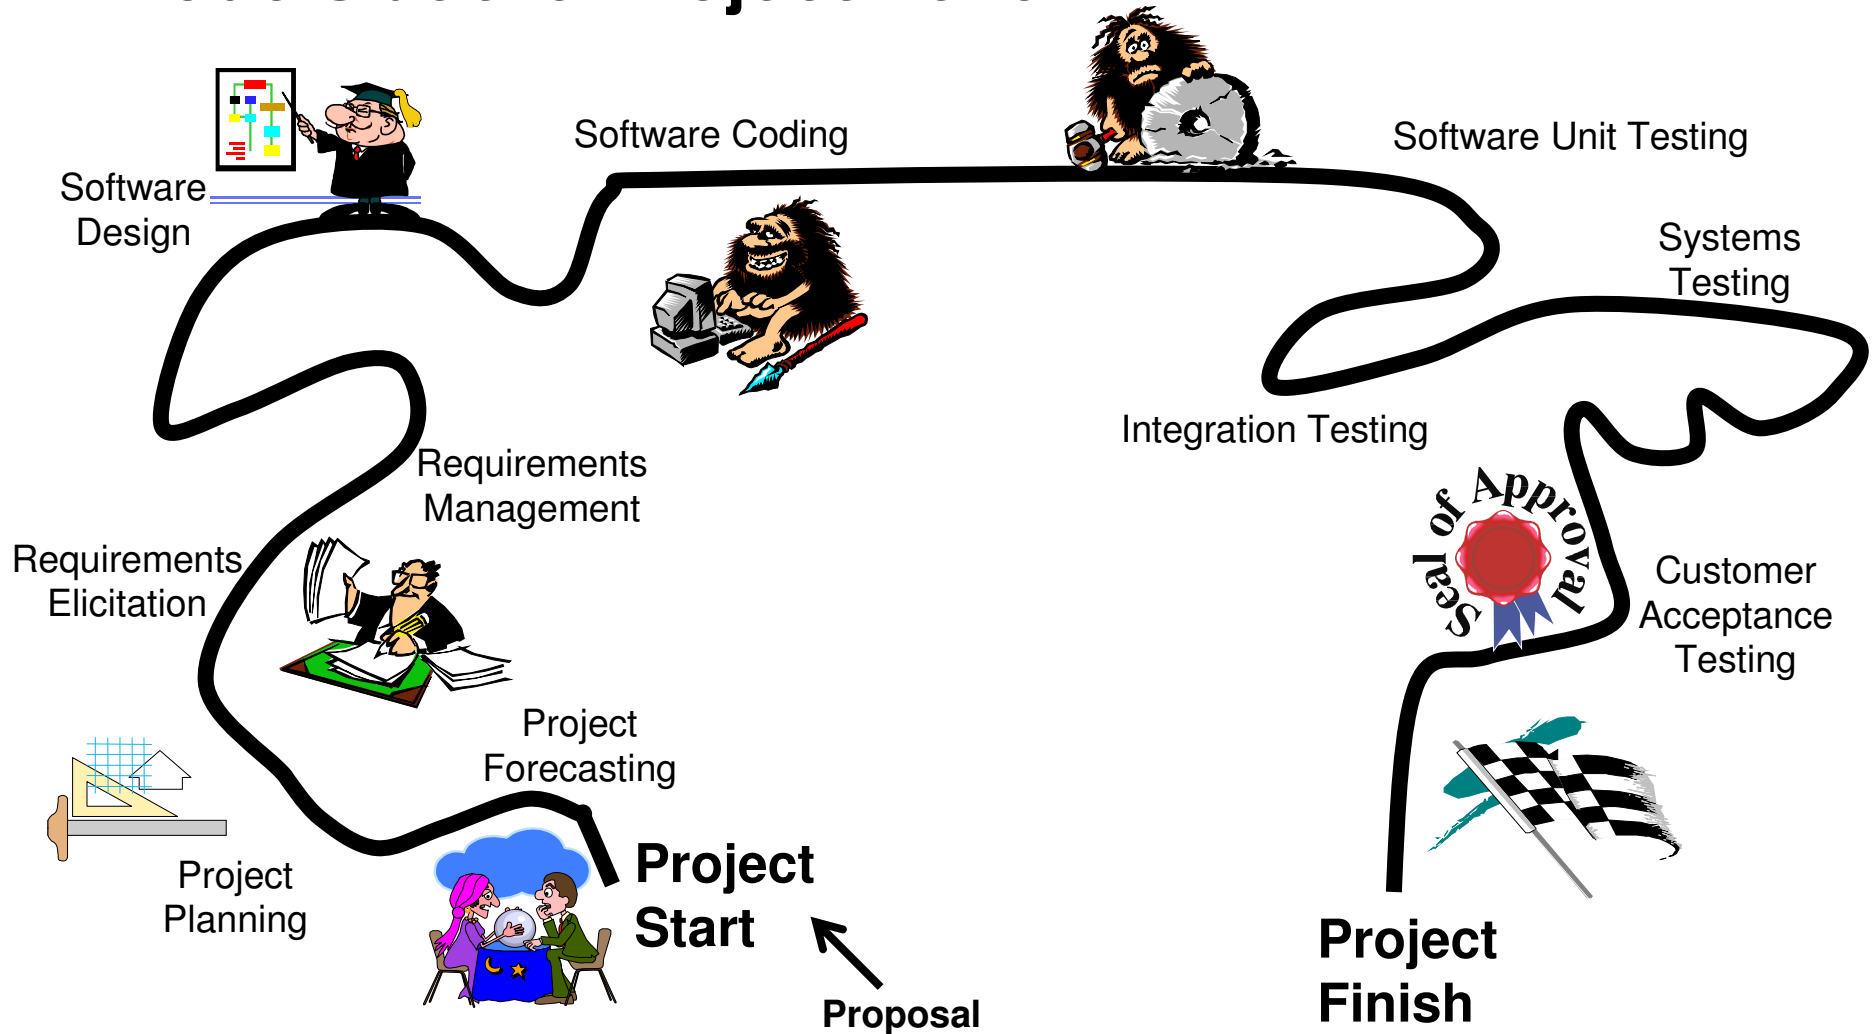 Software Coding
Software Unit Testing
Software
Design
Systems
Testing
Integration Testing
Requirements
Management
Seal of Approval
Requirements
Elicitation
Customer
Acceptance
Testing
Project
Forecasting
Project
Planning
Project
Start
Project
Finish
Proposal